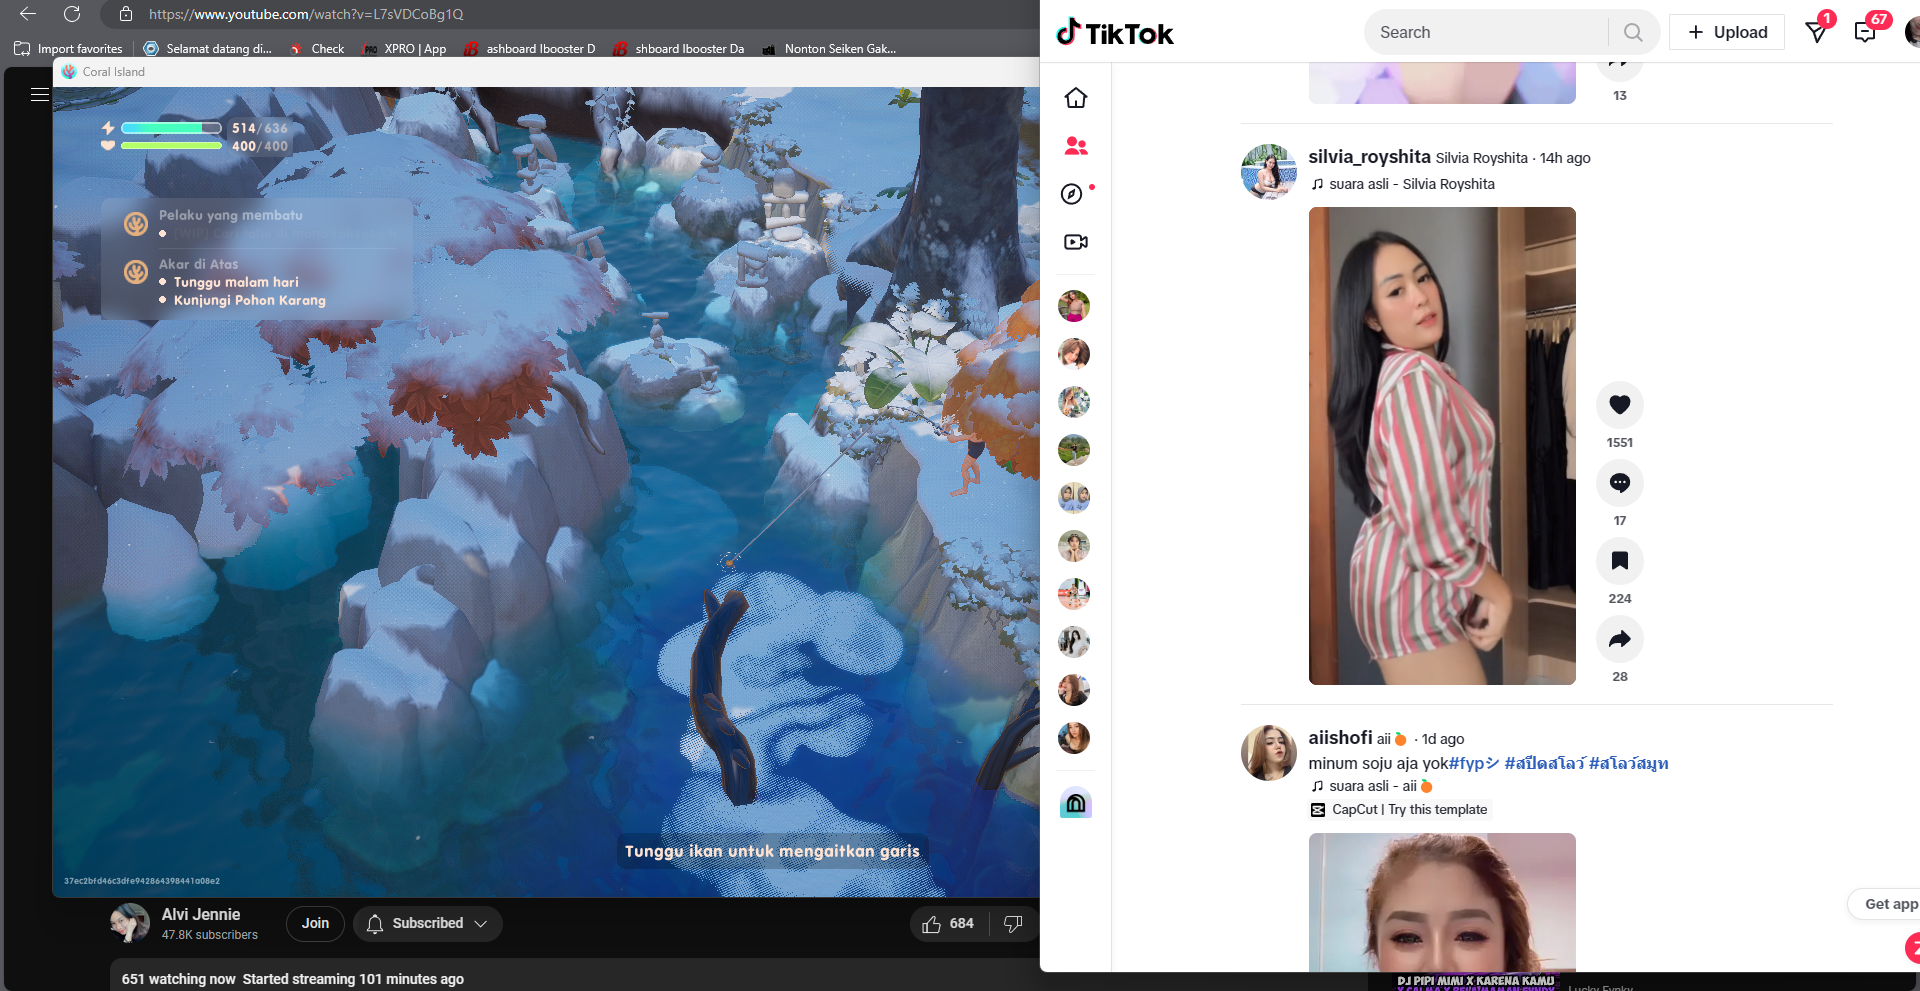 https://www.youtube.com/watch?v=L7sVDCoBg1Q
Import favorites
Selamat datang di...
Check
XPRO | App
ashboard Ibooster D
shboard Ibooster Da
Nonton Seiken Gak...
Coral Island
514/636
400/400
Pelaku yang membatu
Akar di Atas
Tunggu malam hari
Kunjungi Pohon Karang
Tunggu ikan untuk mengaitkan garis
37ec2bfd46c3dfe942864398441a08e2
Alvi Jennie
47.8K subscribers
Join
Subscribed
684
651 watching now Started streaming 101 minutes ago
TikTok
Search
Upload
1
67
13
silvia_royshita Silvia Royshita · 14h ago
suara asli - Silvia Royshita
1551
17
224
28
aiishofi aii🍊 · 1d ago
minum soju aja yok#fypシ #สปีดสโลว์ #สโลว์สมูท
suara asli - aii🍊
CapCut | Try this template
Get app
DJ PIPI MIMI X KARENA KAMU